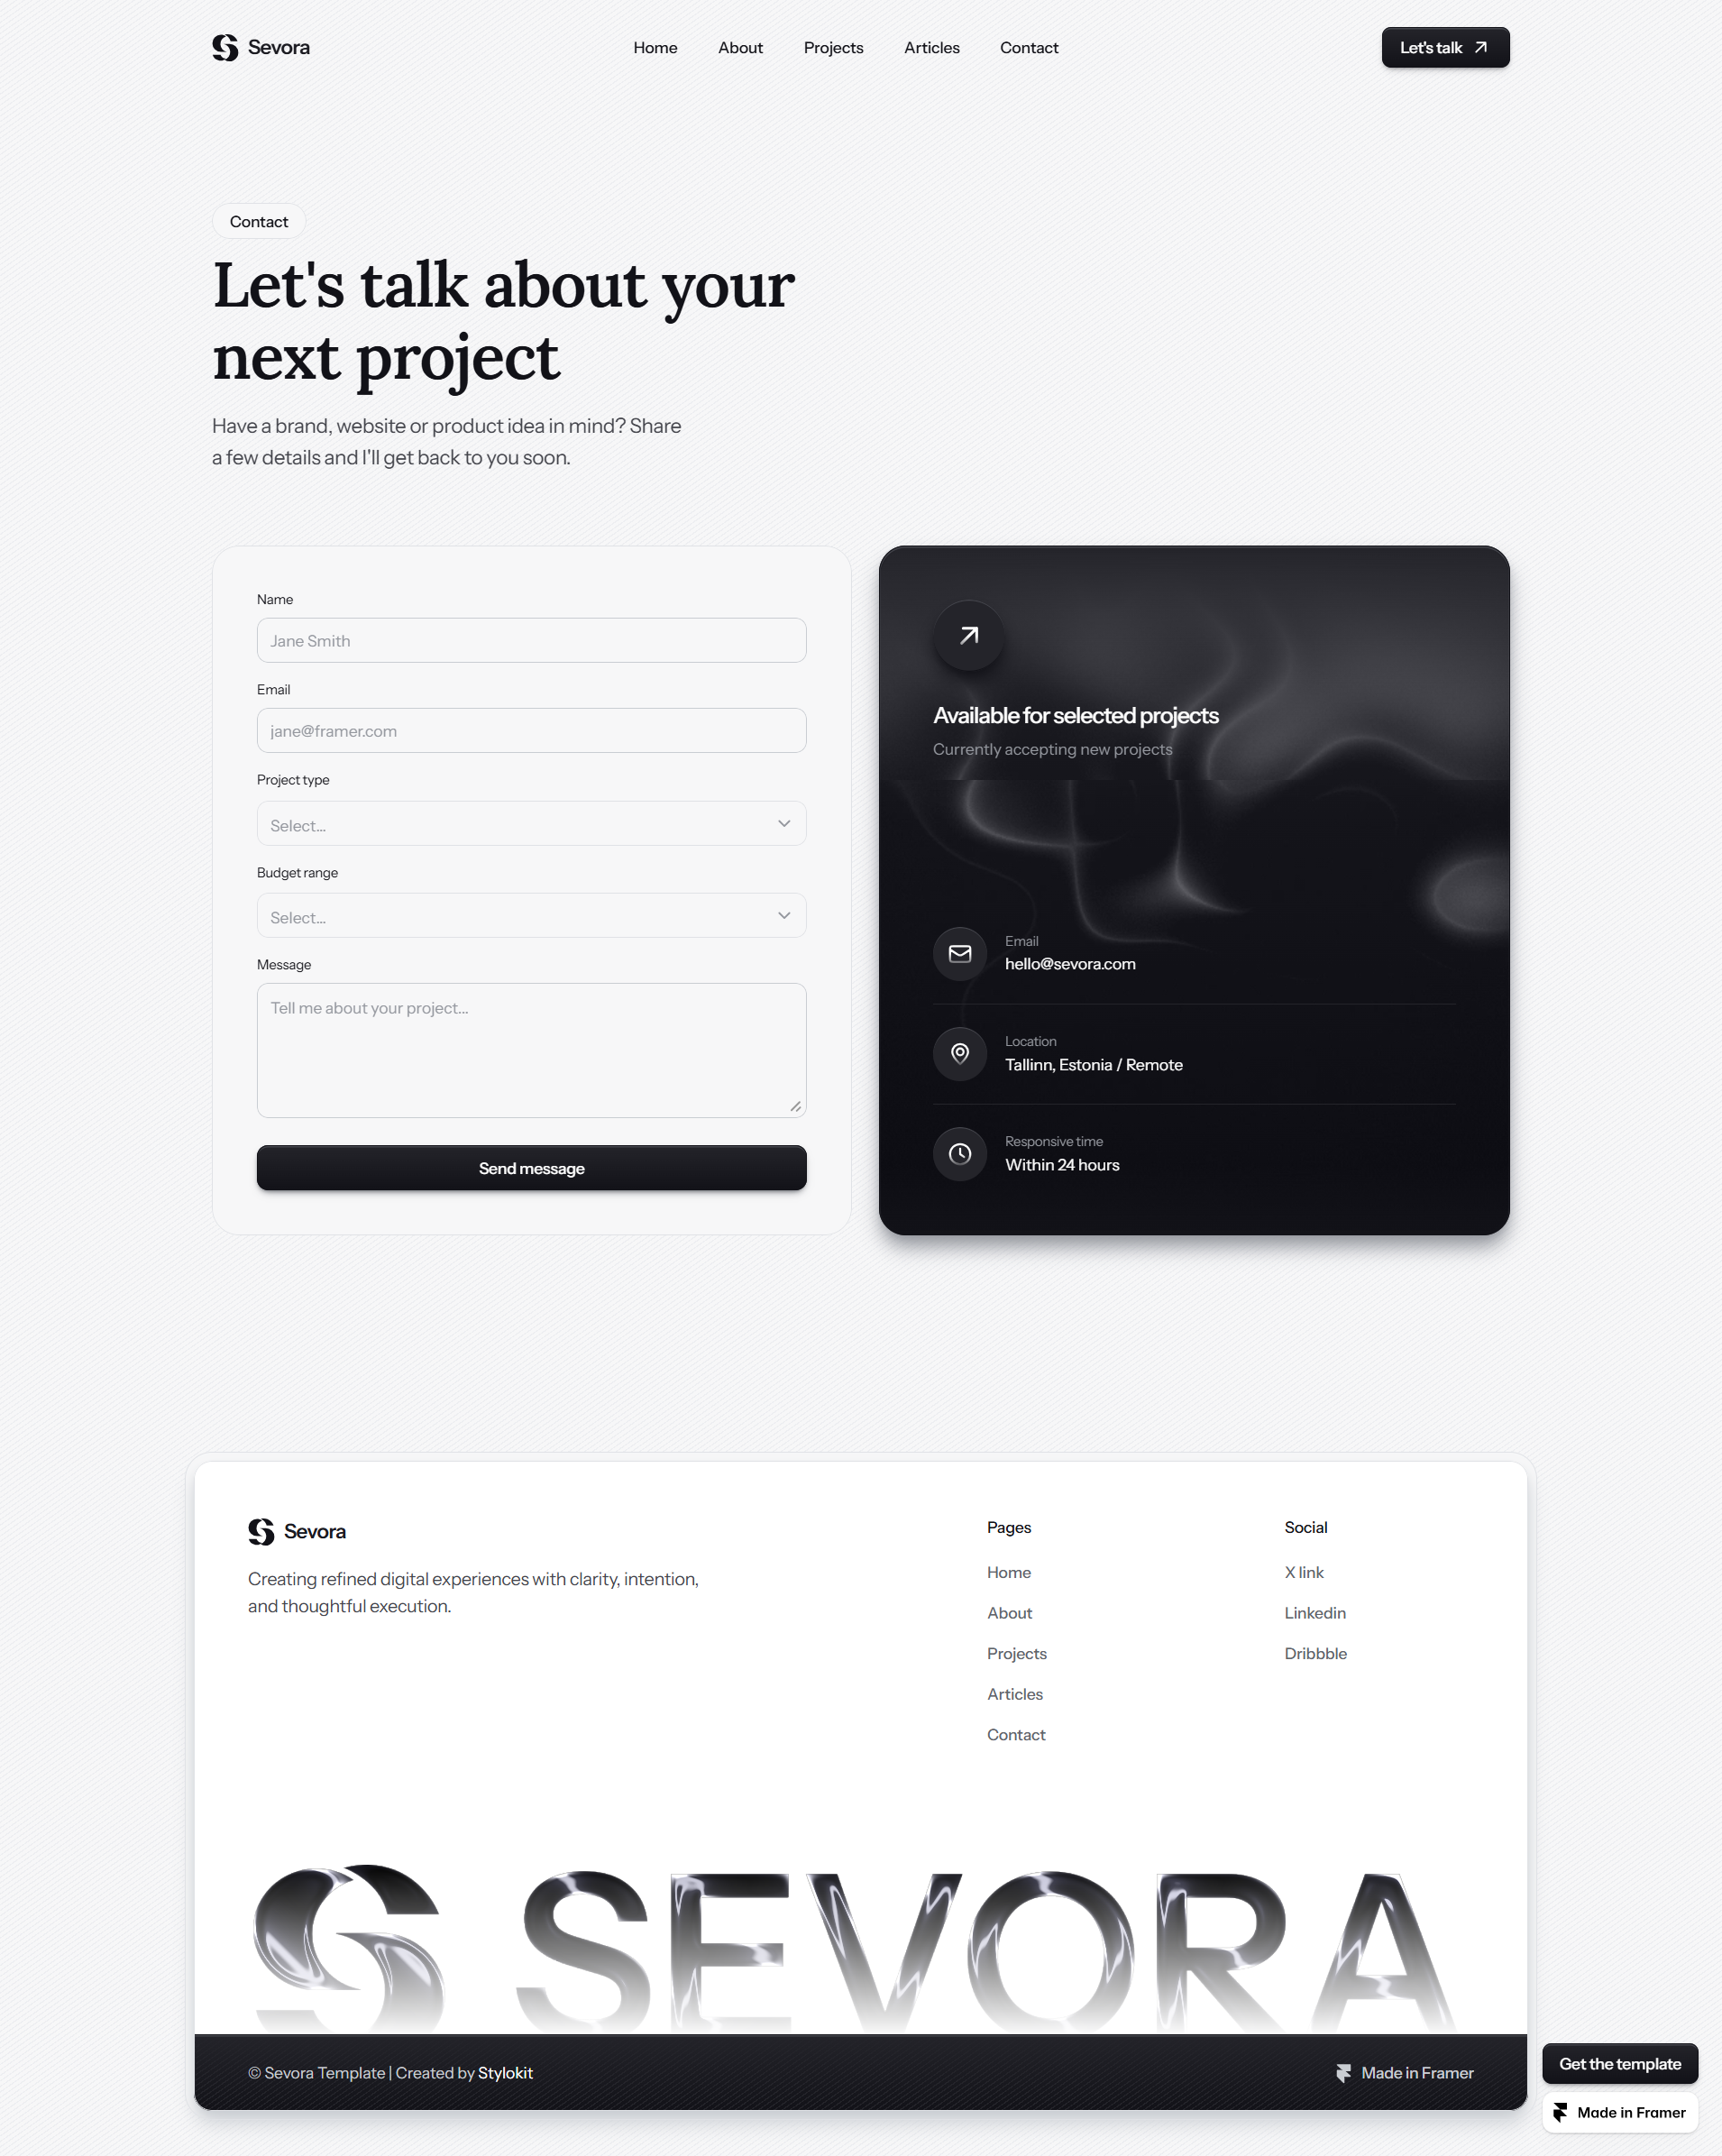 Sevora
Home
About
Projects
Articles
Contact
Let's talk
Contact
Let's talk about your
next project
Have a brand, website or product idea in mind? Share
a few details and I'll get back to you soon.
Name
Jane Smith
Email
jane@framer.com
Project type
Select...
Budget range
Select...
Message
Tell me about your project...
Send message
Available for selected projects
Currently accepting new projects
Email
hello@sevora.com
Location
Tallinn, Estonia / Remote
Responsive time
Within 24 hours
Sevora
Creating refined digital experiences with clarity, intention,
and thoughtful execution.
Pages
Home
About
Projects
Articles
Contact
Social
X link
Linkedin
Dribbble
SEVORA
© Sevora Template | Created by Stylokit
Made in Framer
Get the template
Made in Framer